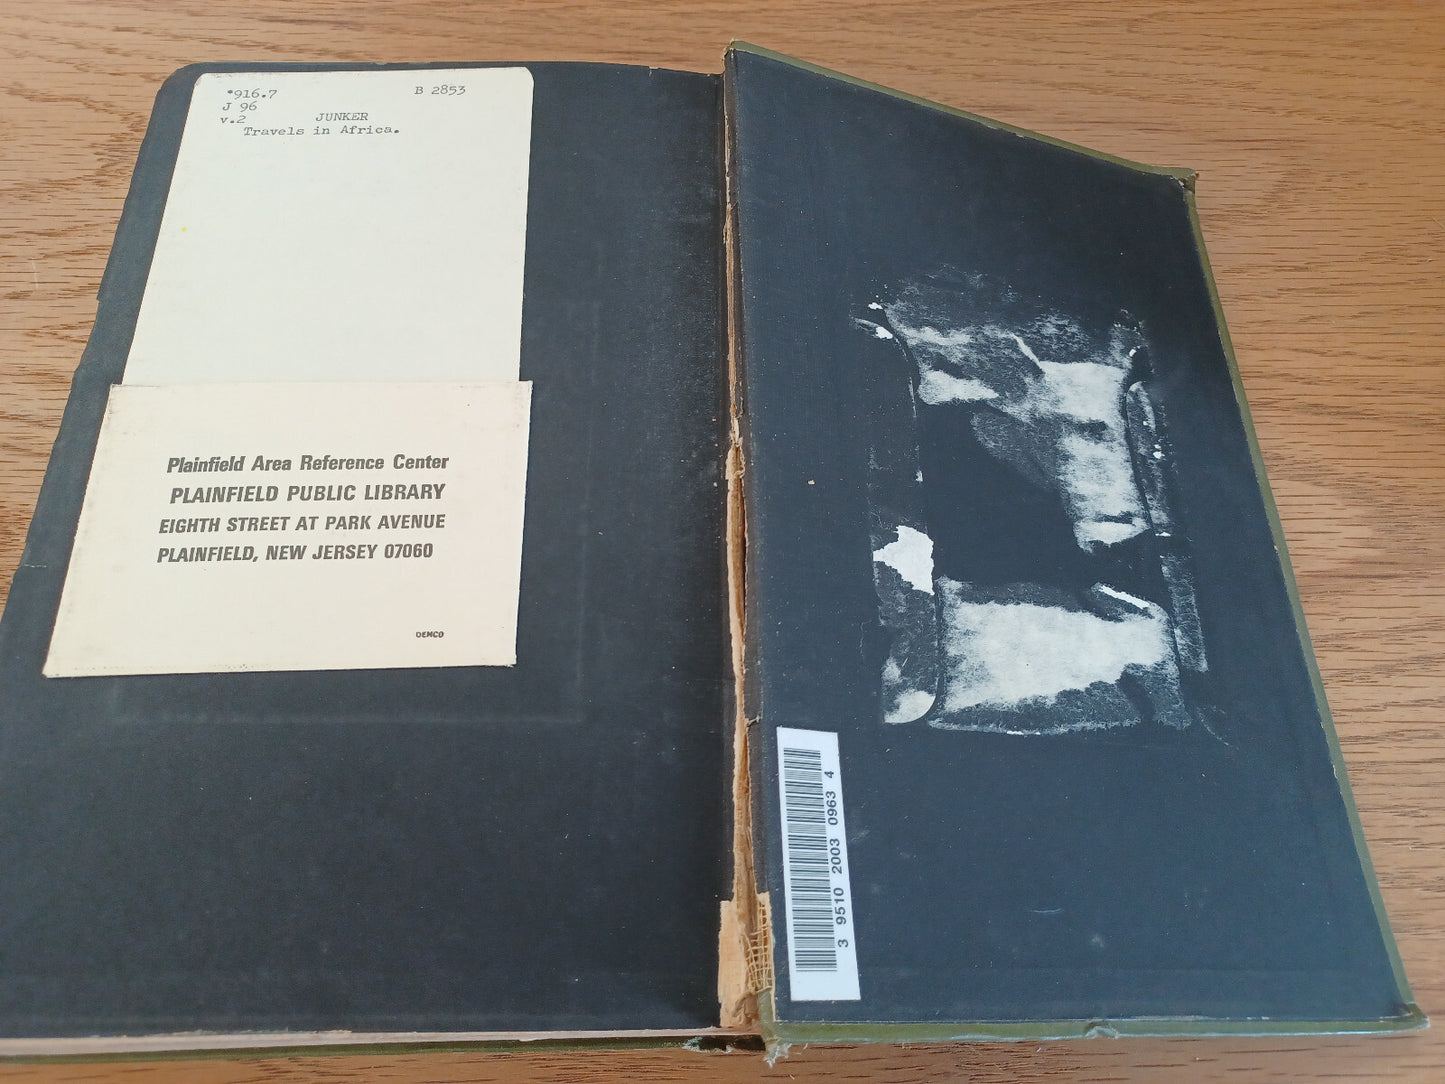 *916.7 B 2853
J 96
v.2 JUNKER
Travels in Africa.
Plainfield Area Reference Center
PLAINFIELD PUBLIC LIBRARY
EIGHTH STREET AT PARK AVENUE
PLAINFIELD, NEW JERSEY 07060
DEMCO
3 9510 2003 0963 4